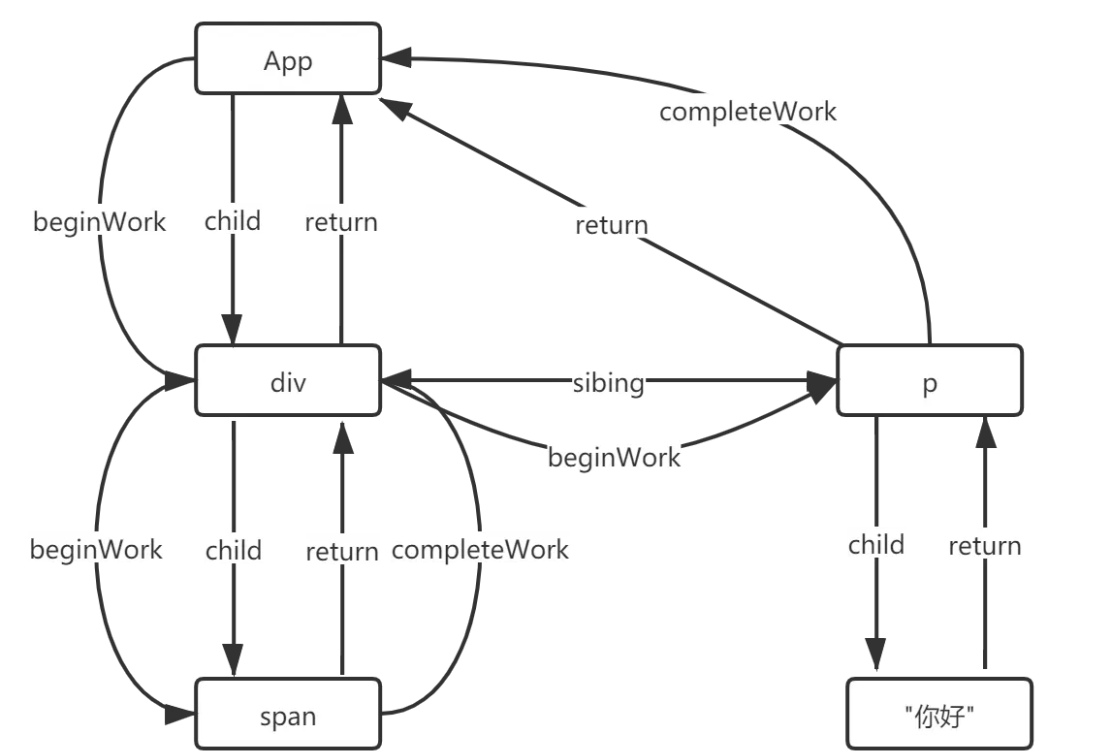 App
completeWork
beginWork
child
return
return
div
sibing
p
beginWork
beginWork
child
return
completeWork
child
return
span
"你好"